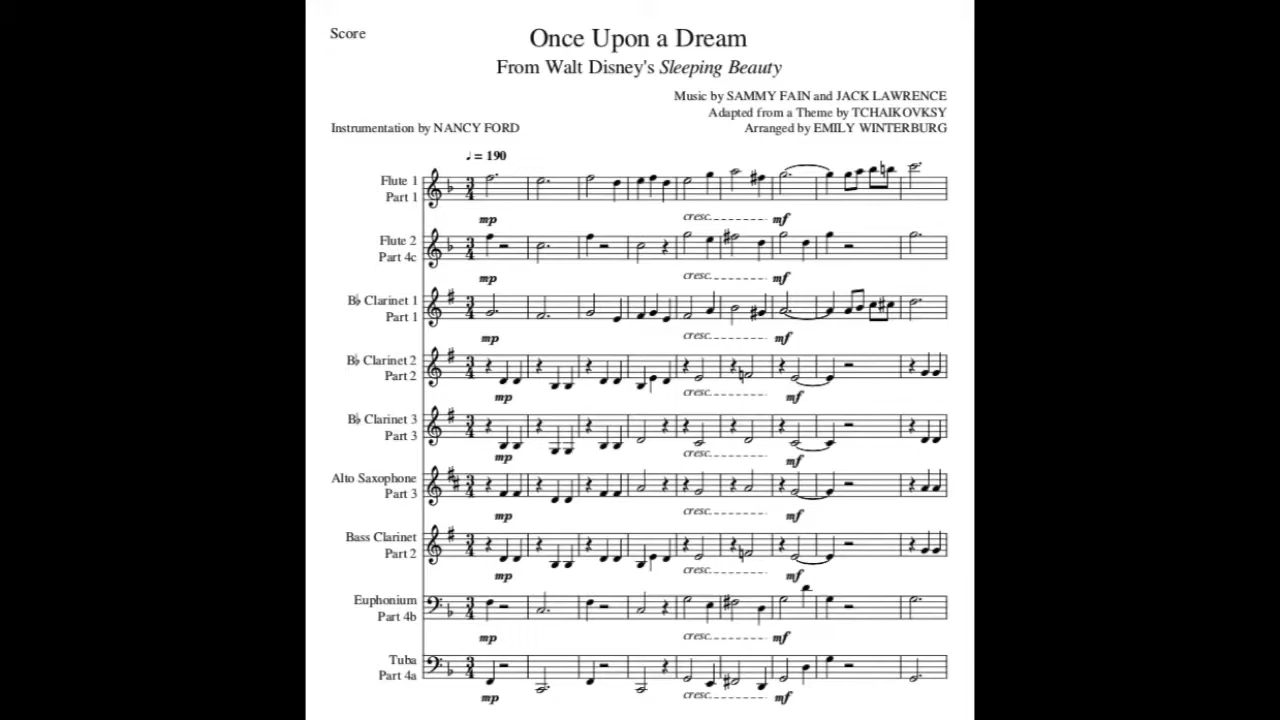 Score
Once Upon a Dream
From Walt Disney's Sleeping Beauty
Music by SAMMY FAIN and JACK LAWRENCE
Adapted from a Theme by TCHAIKOVKSY
Instrumentation by NANCY FORD
Arranged by EMILY WINTERBURG
♩ = 190
Flute 1
Part 1
mp cresc. mf
Flute 2
Part 4c
mp cresc. mf
B♭ Clarinet 1
Part 1
mp cresc. mf
B♭ Clarinet 2
Part 2
mp cresc. mf
B♭ Clarinet 3
Part 3
mp cresc. mf
Alto Saxophone
Part 3
mp cresc. mf
Bass Clarinet
Part 2
mp cresc. mf
Euphonium
Part 4b
mp cresc. mf
Tuba
Part 4a
mp cresc. mf